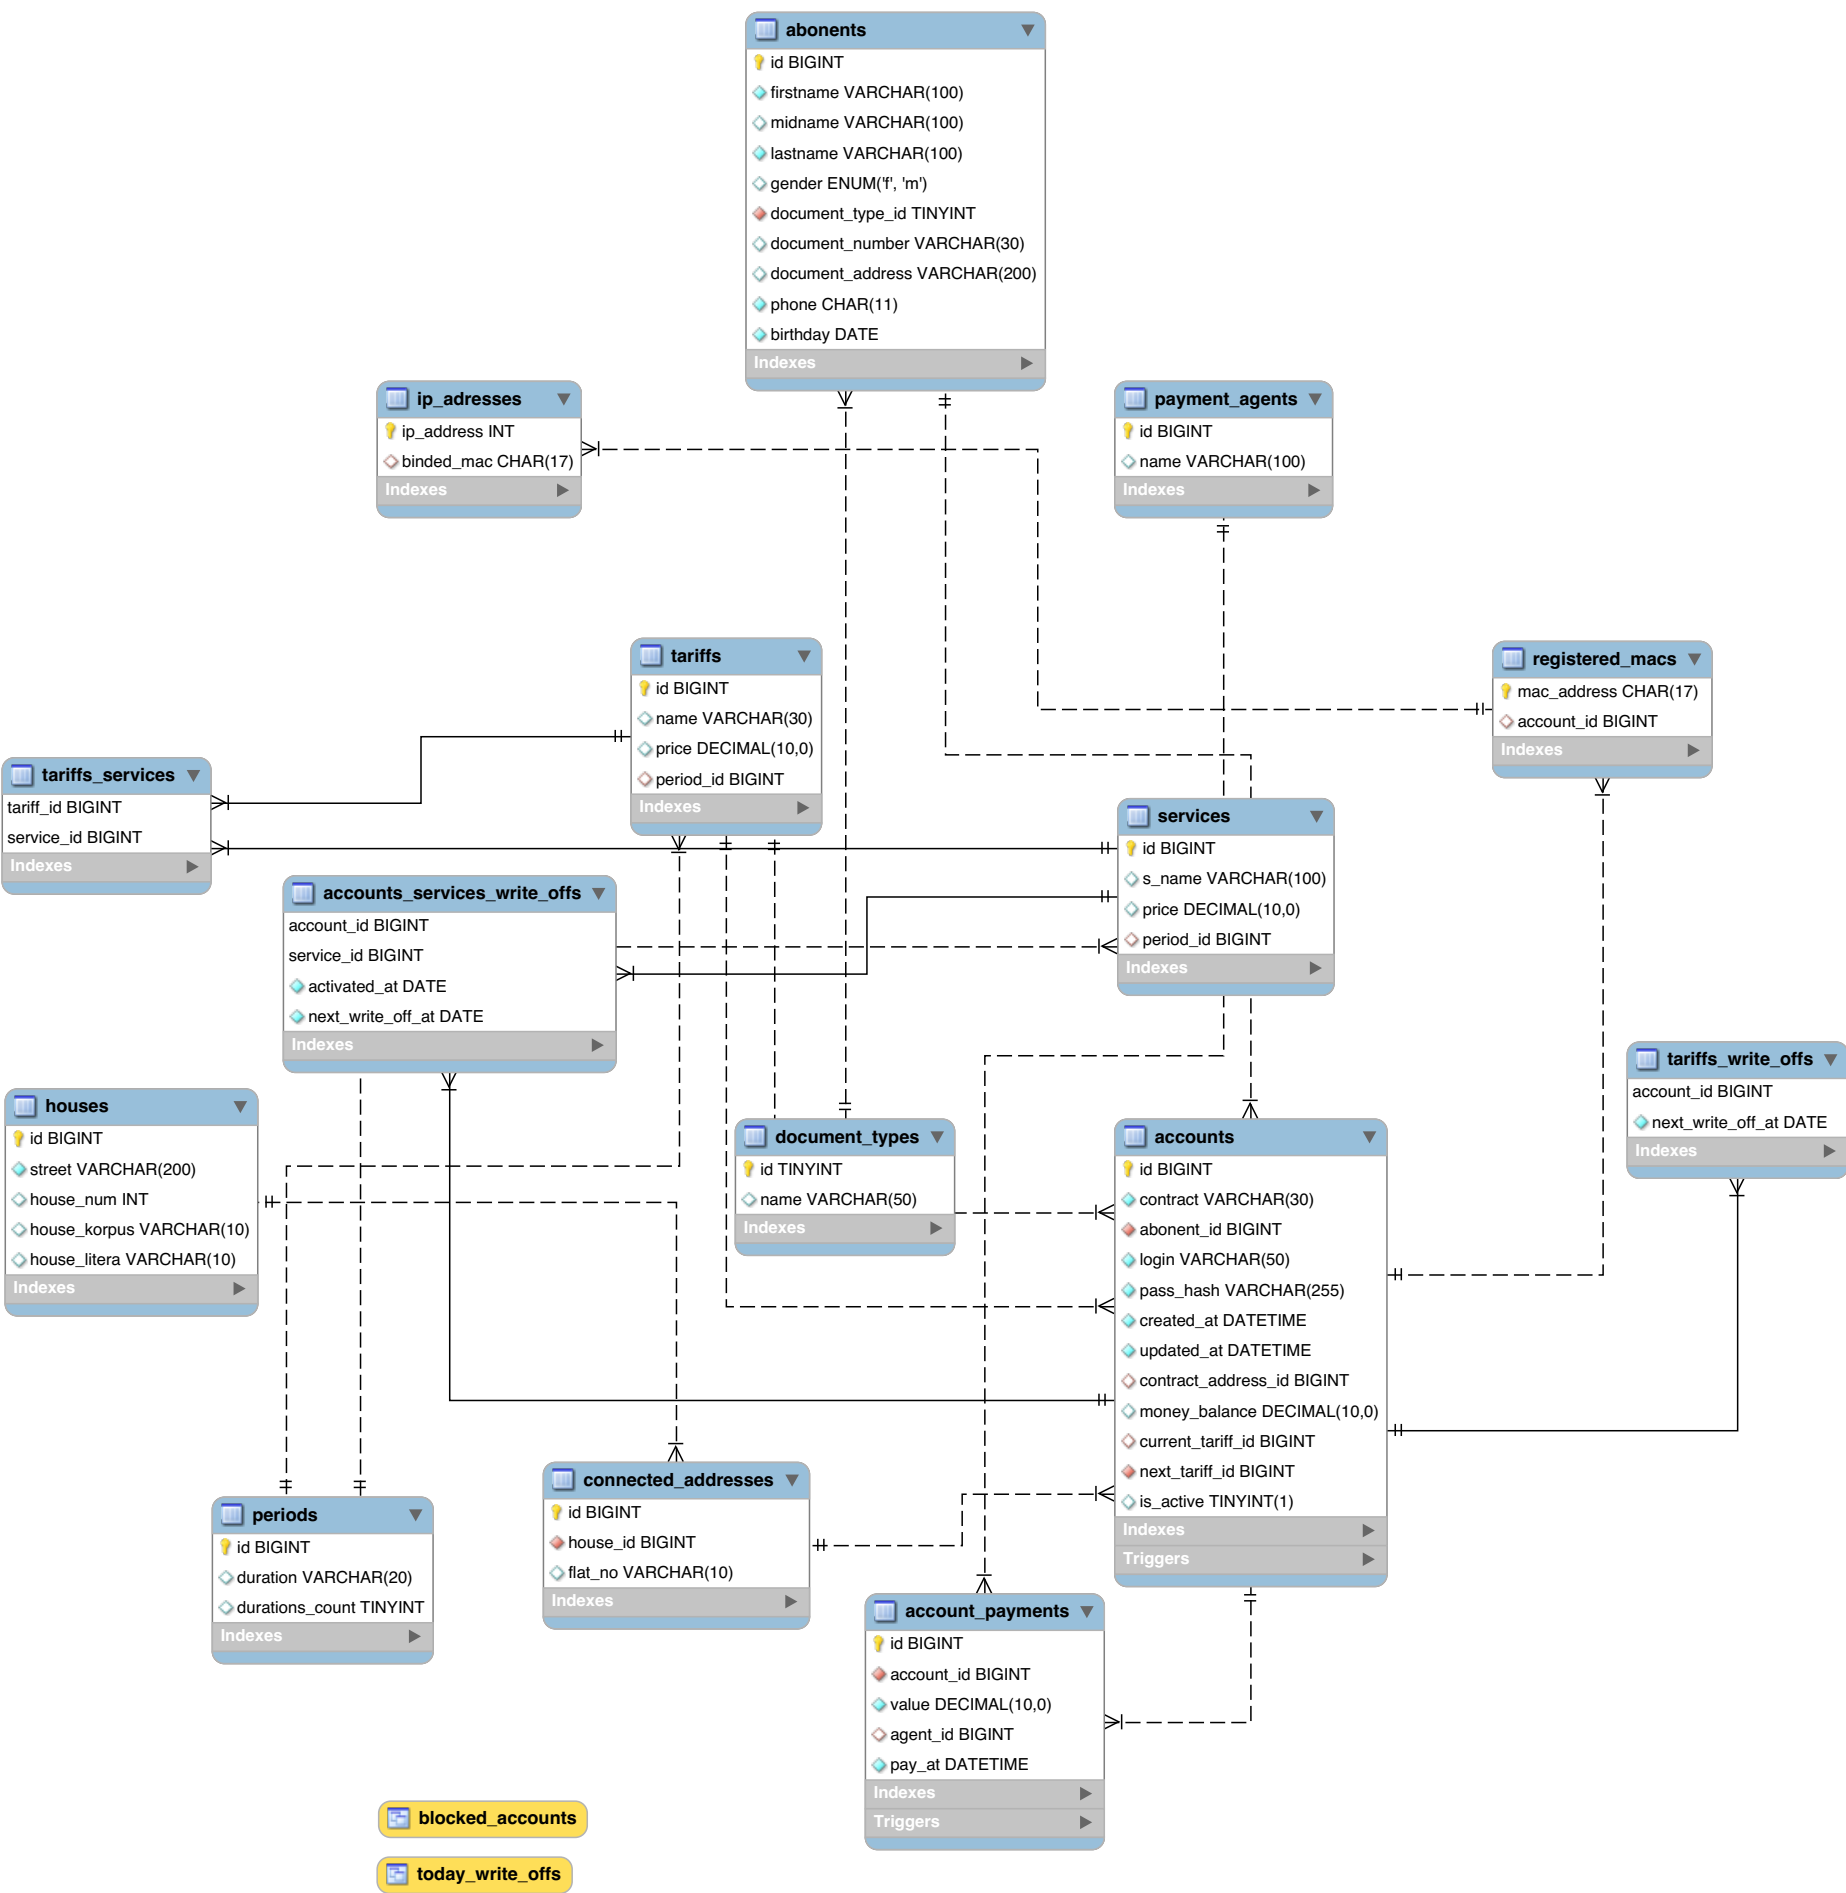 abonents
id BIGINT
firstname VARCHAR(100)
midname VARCHAR(100)
lastname VARCHAR(100)
gender ENUM('f', 'm')
document_type_id TINYINT
document_number VARCHAR(30)
document_address VARCHAR(200)
phone CHAR(11)
birthday DATE
Indexes
ip_adresses
ip_address INT
binded_mac CHAR(17)
Indexes
payment_agents
id BIGINT
name VARCHAR(100)
Indexes
tariffs
id BIGINT
name VARCHAR(30)
price DECIMAL(10,0)
period_id BIGINT
Indexes
registered_macs
mac_address CHAR(17)
account_id BIGINT
Indexes
tariffs_services
tariff_id BIGINT
service_id BIGINT
Indexes
services
id BIGINT
s_name VARCHAR(100)
price DECIMAL(10,0)
period_id BIGINT
Indexes
accounts_services_write_offs
account_id BIGINT
service_id BIGINT
activated_at DATE
next_write_off_at DATE
Indexes
tariffs_write_offs
account_id BIGINT
next_write_off_at DATE
Indexes
houses
id BIGINT
street VARCHAR(200)
house_num INT
house_korpus VARCHAR(10)
house_litera VARCHAR(10)
Indexes
document_types
id TINYINT
name VARCHAR(50)
Indexes
accounts
id BIGINT
contract VARCHAR(30)
abonent_id BIGINT
login VARCHAR(50)
pass_hash VARCHAR(255)
created_at DATETIME
updated_at DATETIME
contract_address_id BIGINT
money_balance DECIMAL(10,0)
current_tariff_id BIGINT
next_tariff_id BIGINT
is_active TINYINT(1)
Indexes
Triggers
periods
id BIGINT
duration VARCHAR(20)
durations_count TINYINT
Indexes
connected_addresses
id BIGINT
house_id BIGINT
flat_no VARCHAR(10)
Indexes
account_payments
id BIGINT
account_id BIGINT
value DECIMAL(10,0)
agent_id BIGINT
pay_at DATETIME
Indexes
Triggers
blocked_accounts
today_write_offs